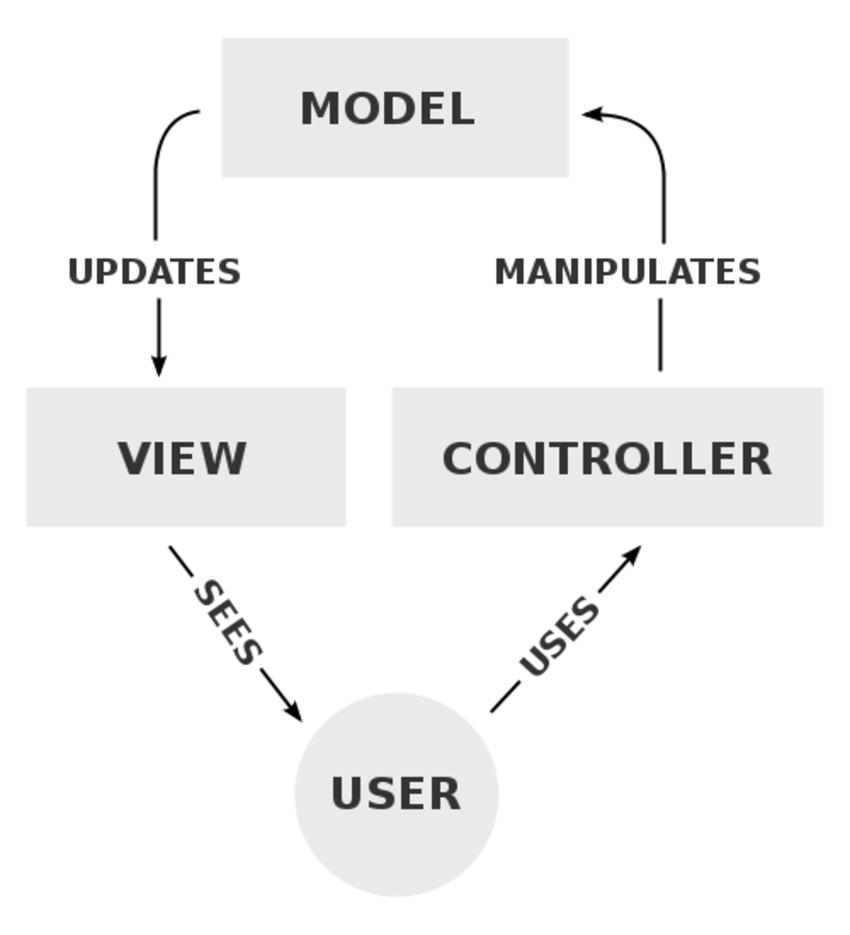 MODEL
UPDATES
MANIPULATES
VIEW
CONTROLLER
SEES
USES
USER